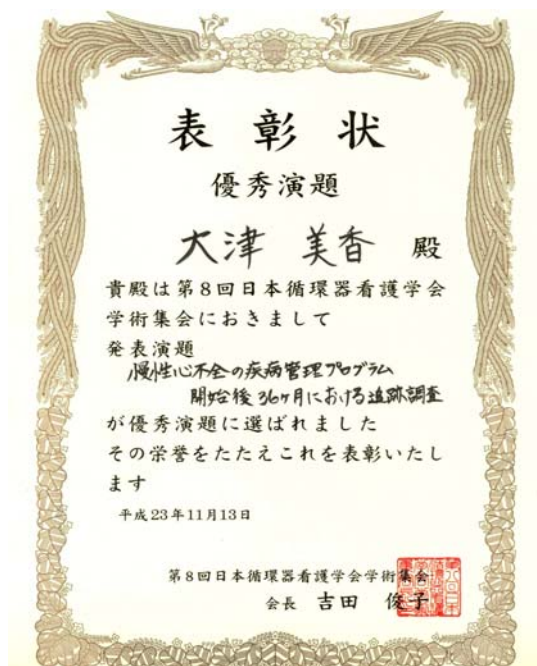 表彰状
優秀演題
大津 美香 殿
貴殿は第8回日本循環器看護学会
学術集会におきまして
発表演題
慢性心不全の疾病管理プログラム
開始後36ヶ月における追跡調査
が優秀演題に選ばれました
その栄誉をたたえこれを表彰いたし
ます
平成23年11月13日
第8回日本循環器看護学会学術集会
会長 吉田 俊子